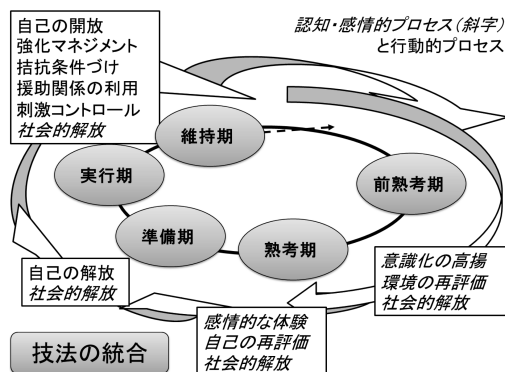 自己の開放
強化マネジメント
拮抗条件づけ
援助関係の利用
刺激コントロール
社会的解放
認知・感情的プロセス(斜字)
と行動的プロセス
維持期
実行期
前熟考期
準備期
熟考期
自己の解放
社会的解放
意識化の高揚
環境の再評価
社会的解放
感情的な体験
自己の再評価
社会的解放
技法の統合